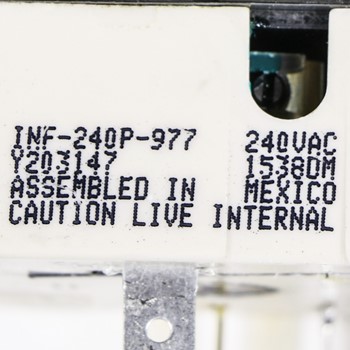 INF-240P-977 240VAC
Y203147 1538DM
ASSEMBLED IN MEXICO
CAUTION LIVE INTERNAL